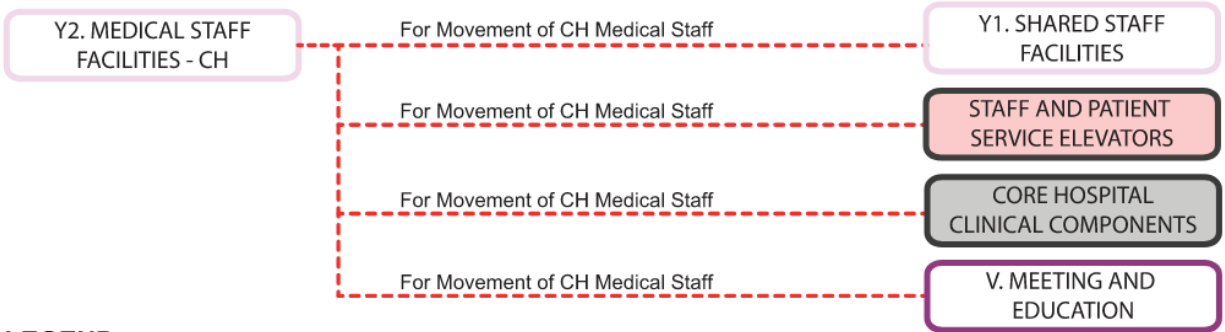 Y2. MEDICAL STAFF
FACILITIES - CH
For Movement of CH Medical Staff
Y1. SHARED STAFF
FACILITIES
For Movement of CH Medical Staff
STAFF AND PATIENT
SERVICE ELEVATORS
For Movement of CH Medical Staff
CORE HOSPITAL
CLINICAL COMPONENTS
For Movement of CH Medical Staff
V. MEETING AND
EDUCATION